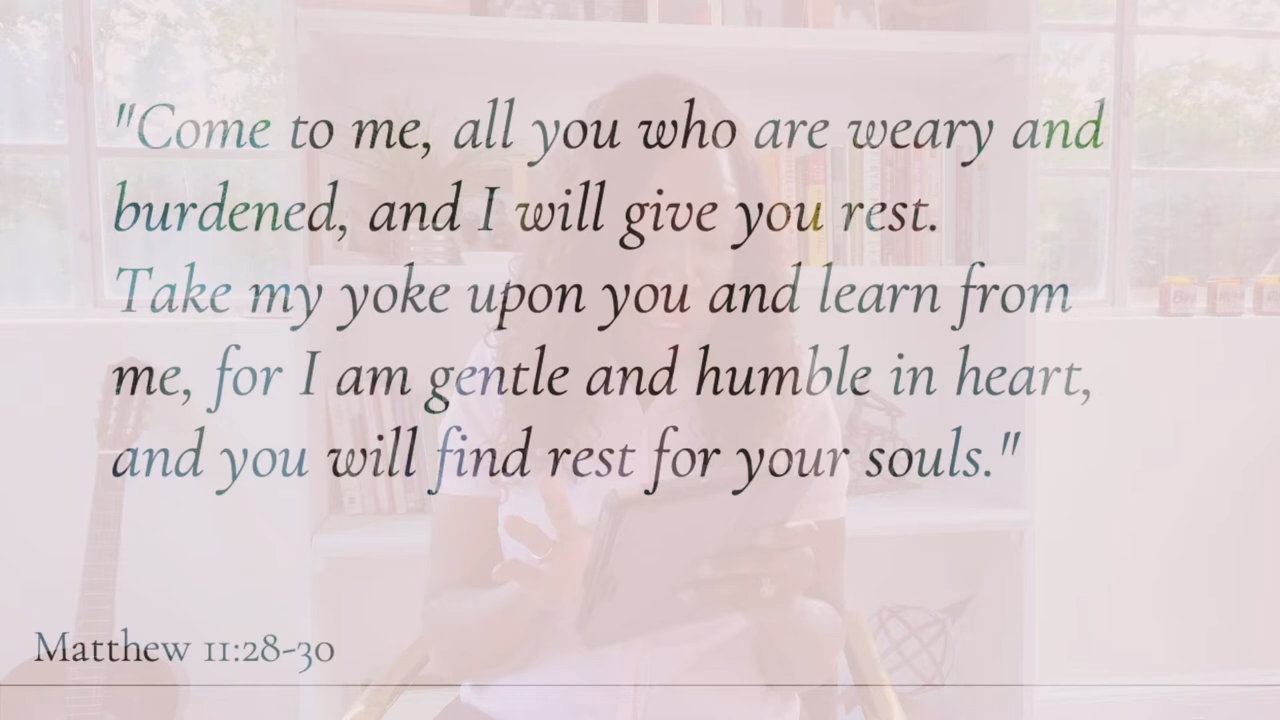 "Come to me, all you who are weary and
burdened, and I will give you rest.
Take my yoke upon you and learn from
me, for I am gentle and humble in heart,
and you will find rest for your souls."
Matthew 11:28-30